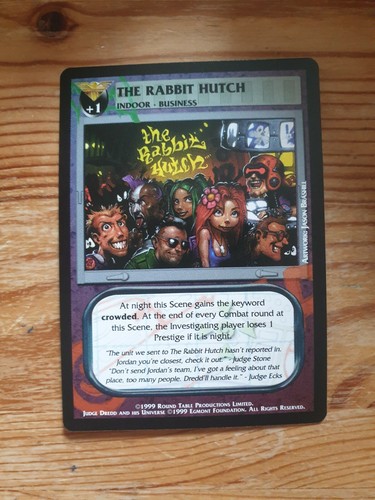 +1
THE RABBIT HUTCH
INDOOR - BUSINESS
the
Rabbit
Hutch
ARTWORK: JASON BRASHILL
At night this Scene gains the keyword
crowded. At the end of every Combat round at
this Scene, the Investigating player loses 1
Prestige if it is night.
"The unit we sent to The Rabbit Hutch hasn't reported in.
Jordan you're closest, check it out." - Judge Stone
"Don't send Jordan's team, I've got a feeling about that
place, too many people. Dredd'll handle it." - Judge Ecks
©1999 ROUND TABLE PRODUCTIONS LIMITED.
JUDGE DREDD AND HIS UNIVERSE ©1999 EGMONT FOUNDATION. ALL RIGHTS RESERVED.